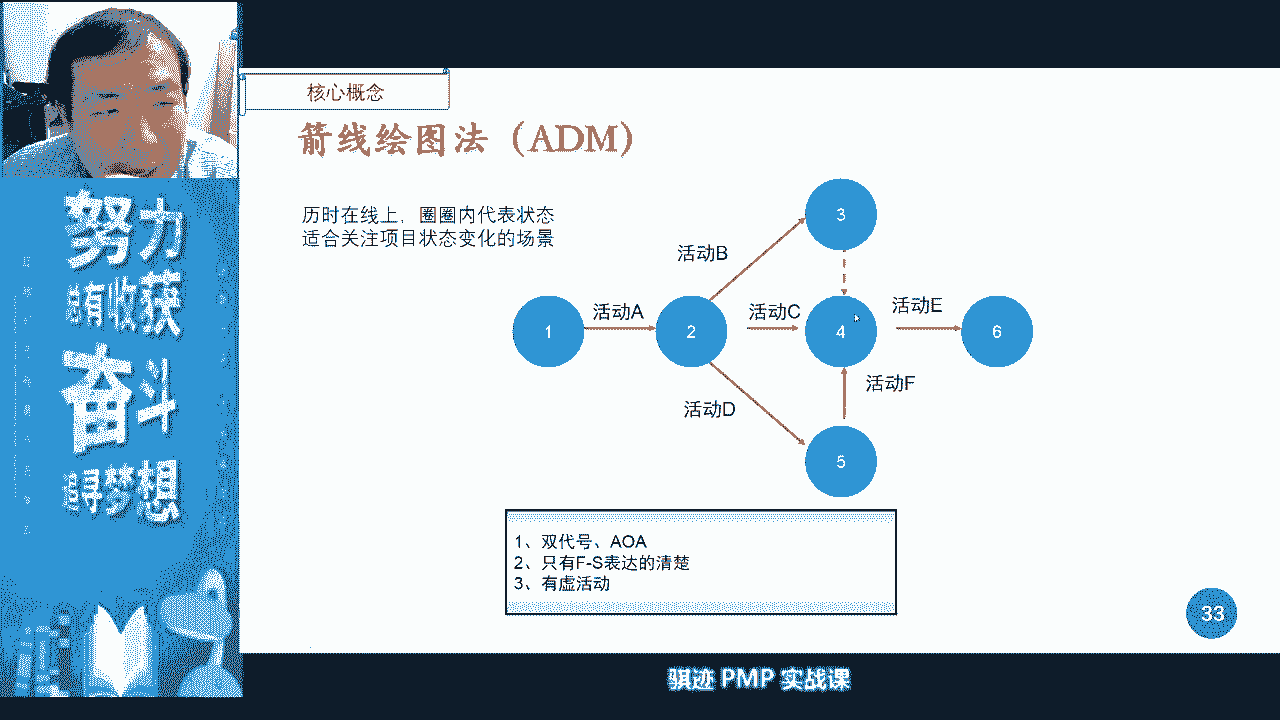 核心概念
箭线绘图法（ADM）
历时在线上，圈圈内代表状态
适合关注项目状态变化的场景
3
活动B
活动A
活动C
活动E
1
2
4
6
活动F
活动D
5
1、双代号、AOA
2、只有F-S表达的清楚
3、有虚活动
33
努力
总有收获
奋斗
追寻梦想
骐迹 PMP 实战课